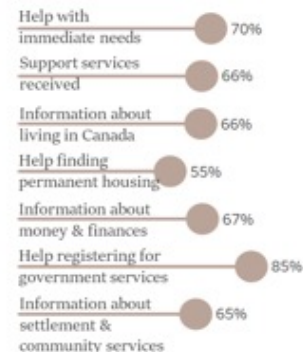 Help with
immediate needs
70%
Support services
received
66%
Information about
living in Canada
66%
Help finding
permanent housing
55%
Information about
money & finances
67%
Help registering for
government services
85%
Information about
settlement &
community services
65%